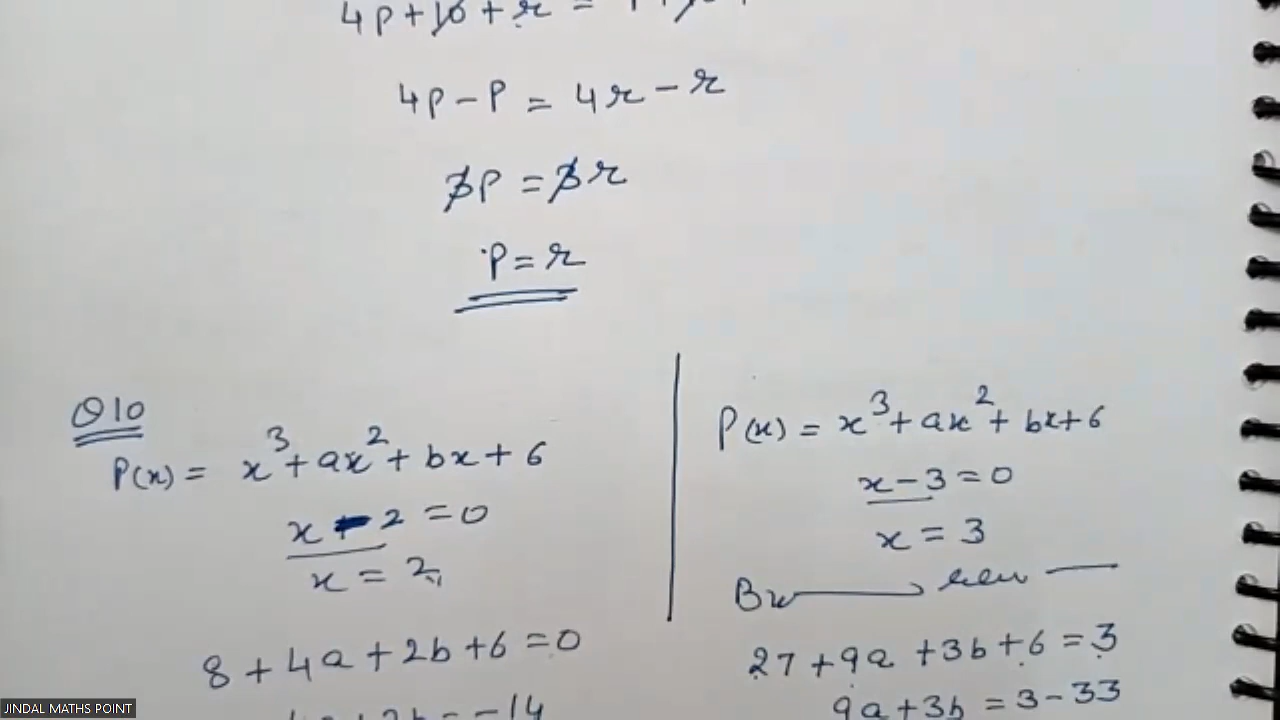 4p - p = 4r - r
3p = 3r
p = r
Q10
P(x) = x³ + ax² + bx + 6
x - 2 = 0
x = 2
8 + 4a + 2b + 6 = 0
P(x) = x³ + ax² + bx + 6
x - 3 = 0
x = 3
27 + 9a + 3b + 6 = 3
9a + 3b = 3 - 33
JINDAL MATHS POINT